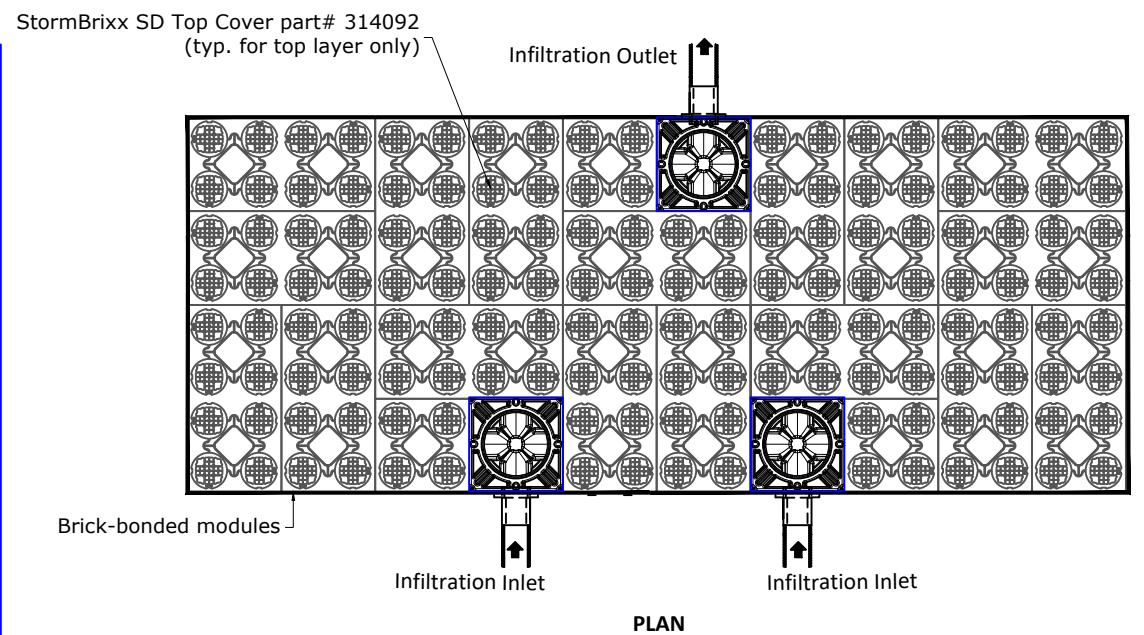 StormBrixx SD Top Cover part# 314092
(typ. for top layer only)
Infiltration Outlet
Brick-bonded modules
Infiltration Inlet
Infiltration Inlet
PLAN